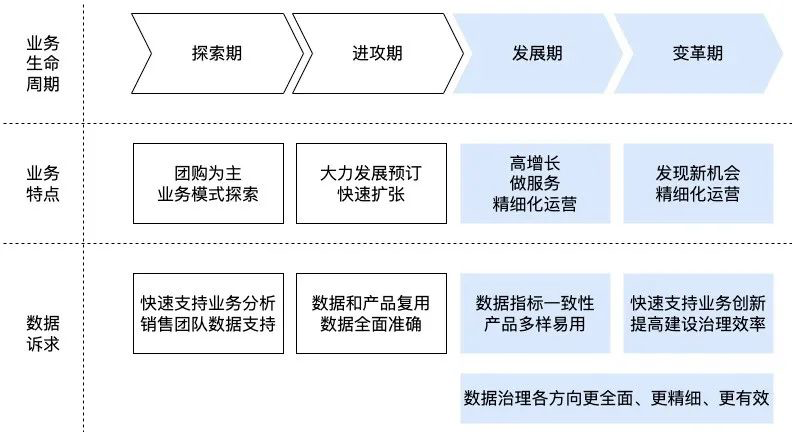 业务
生命
周期
探索期
进攻期
发展期
变革期
业务
特点
团购为主
业务模式探索
大力发展预订
快速扩张
高增长
做服务
精细化运营
发现新机会
精细化运营
数据
诉求
快速支持业务分析
销售团队数据支持
数据和产品复用
数据全面准确
数据指标一致性
产品多样易用
快速支持业务创新
提高建设治理效率
数据治理各方向更全面、更精细、更有效